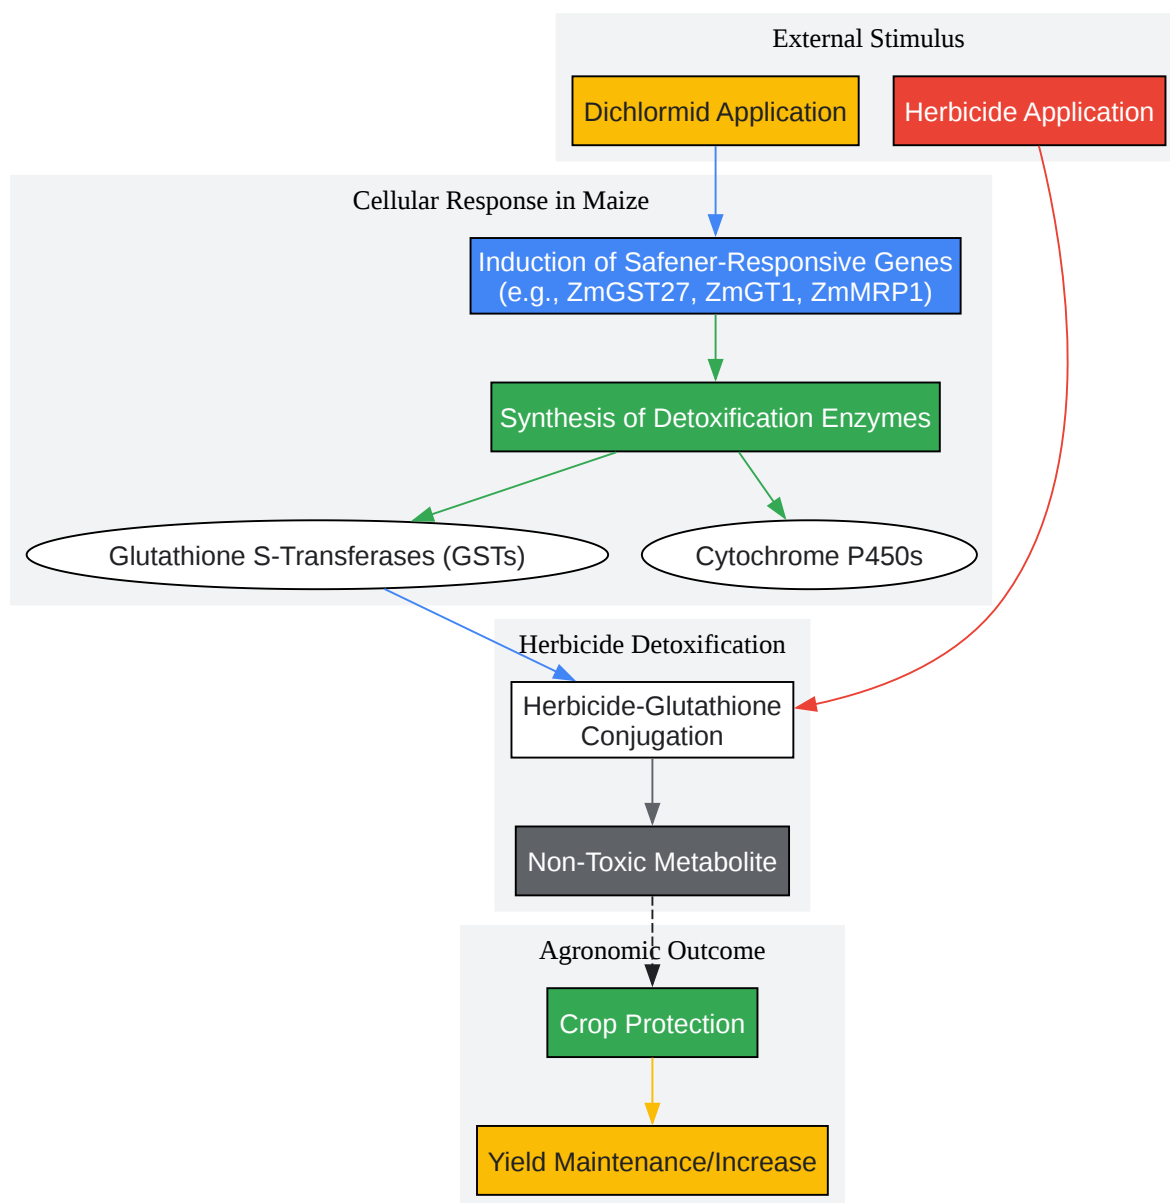 External Stimulus
Dichlormid Application
Herbicide Application
Cellular Response in Maize
Induction of Safener-Responsive Genes
(e.g., ZmGST27, ZmGT1, ZmMRP1)
Synthesis of Detoxification Enzymes
Glutathione S-Transferases (GSTs)
Cytochrome P450s
Herbicide Detoxification
Herbicide-Glutathione
Conjugation
Non-Toxic Metabolite
Agronomic Outcome
Crop Protection
Yield Maintenance/Increase